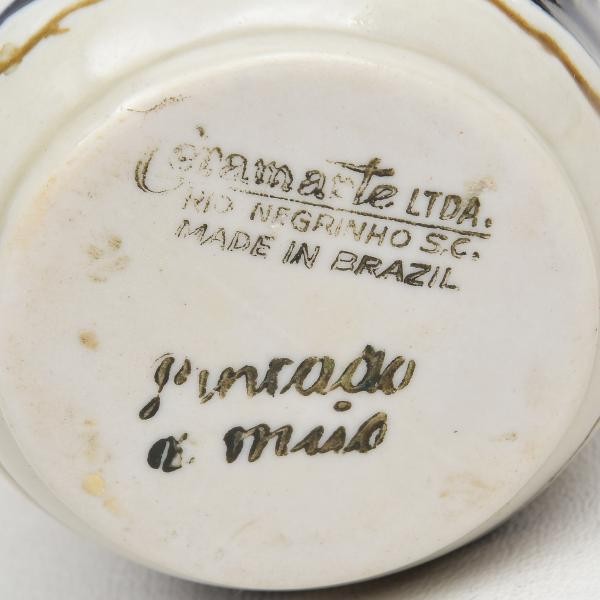 Ceramarte LTDA.
RIO NEGRINHO S.C.
MADE IN BRAZIL
pintado
a mão